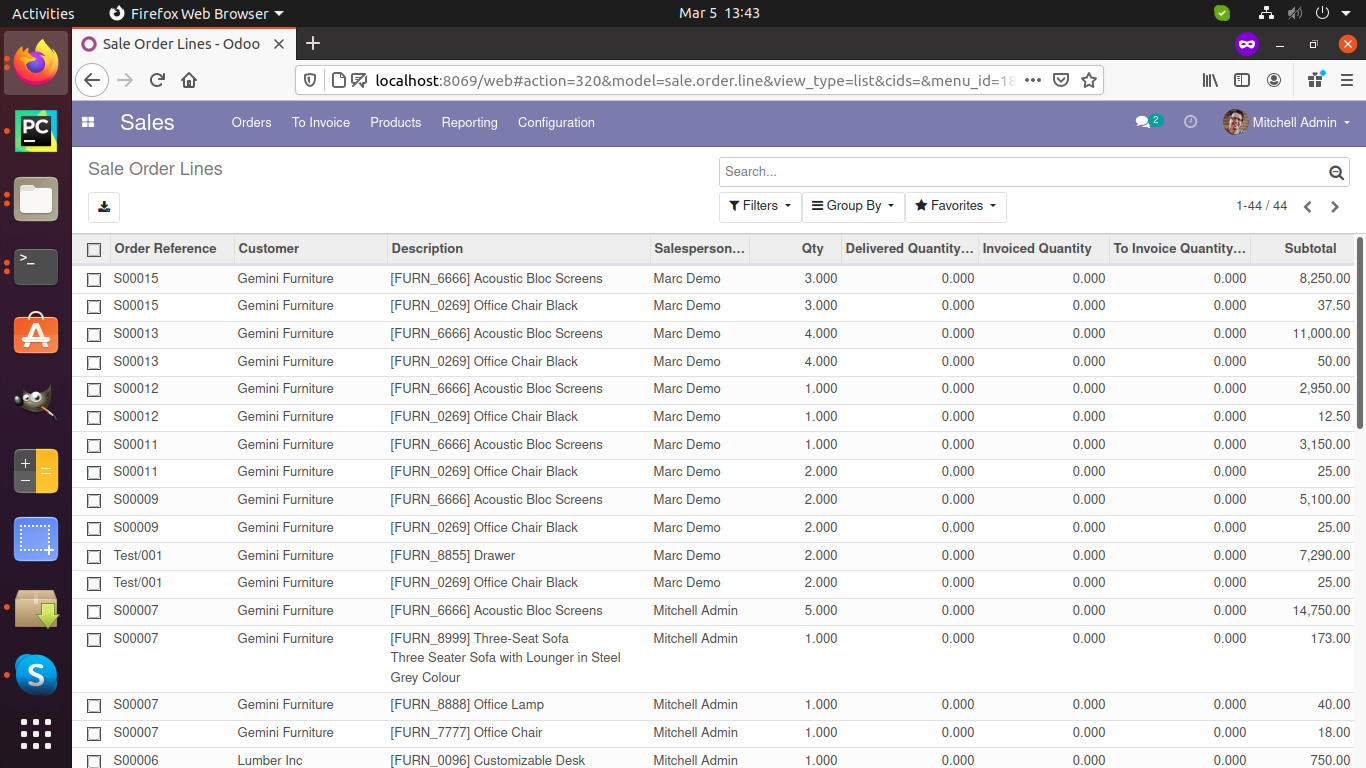 Activities Firefox Web Browser Mar 5 13:43
Sale Order Lines - Odoo
localhost:8069/web#action=320&model=sale.order.line&view_type=list&cids=&menu_id=18
Sales Orders To Invoice Products Reporting Configuration 2 Mitchell Admin
Sale Order Lines
Search...
Filters Group By Favorites 1-44 / 44
Order Reference Customer Description Salesperson... Qty Delivered Quantity... Invoiced Quantity To Invoice Quantity... Subtotal
S00015 Gemini Furniture [FURN_6666] Acoustic Bloc Screens Marc Demo 3.000 0.000 0.000 0.000 8,250.00
S00015 Gemini Furniture [FURN_0269] Office Chair Black Marc Demo 3.000 0.000 0.000 0.000 37.50
S00013 Gemini Furniture [FURN_6666] Acoustic Bloc Screens Marc Demo 4.000 0.000 0.000 0.000 11,000.00
S00013 Gemini Furniture [FURN_0269] Office Chair Black Marc Demo 4.000 0.000 0.000 0.000 50.00
S00012 Gemini Furniture [FURN_6666] Acoustic Bloc Screens Marc Demo 1.000 0.000 0.000 0.000 2,950.00
S00012 Gemini Furniture [FURN_0269] Office Chair Black Marc Demo 1.000 0.000 0.000 0.000 12.50
S00011 Gemini Furniture [FURN_6666] Acoustic Bloc Screens Marc Demo 1.000 0.000 0.000 0.000 3,150.00
S00011 Gemini Furniture [FURN_0269] Office Chair Black Marc Demo 2.000 0.000 0.000 0.000 25.00
S00009 Gemini Furniture [FURN_6666] Acoustic Bloc Screens Marc Demo 2.000 0.000 0.000 0.000 5,100.00
S00009 Gemini Furniture [FURN_0269] Office Chair Black Marc Demo 2.000 0.000 0.000 0.000 25.00
Test/001 Gemini Furniture [FURN_8855] Drawer Marc Demo 2.000 0.000 0.000 0.000 7,290.00
Test/001 Gemini Furniture [FURN_0269] Office Chair Black Marc Demo 2.000 0.000 0.000 0.000 25.00
S00007 Gemini Furniture [FURN_6666] Acoustic Bloc Screens Mitchell Admin 5.000 0.000 0.000 0.000 14,750.00
S00007 Gemini Furniture [FURN_8999] Three-Seat Sofa Mitchell Admin 1.000 0.000 0.000 0.000 173.00
Three Seater Sofa with Lounger in Steel
Grey Colour
S00007 Gemini Furniture [FURN_8888] Office Lamp Mitchell Admin 1.000 0.000 0.000 0.000 40.00
S00007 Gemini Furniture [FURN_7777] Office Chair Mitchell Admin 1.000 0.000 0.000 0.000 18.00
S00006 Lumber Inc [FURN_0096] Customizable Desk Mitchell Admin 1.000 0.000 0.000 0.000 750.00
PC
>_
A
S